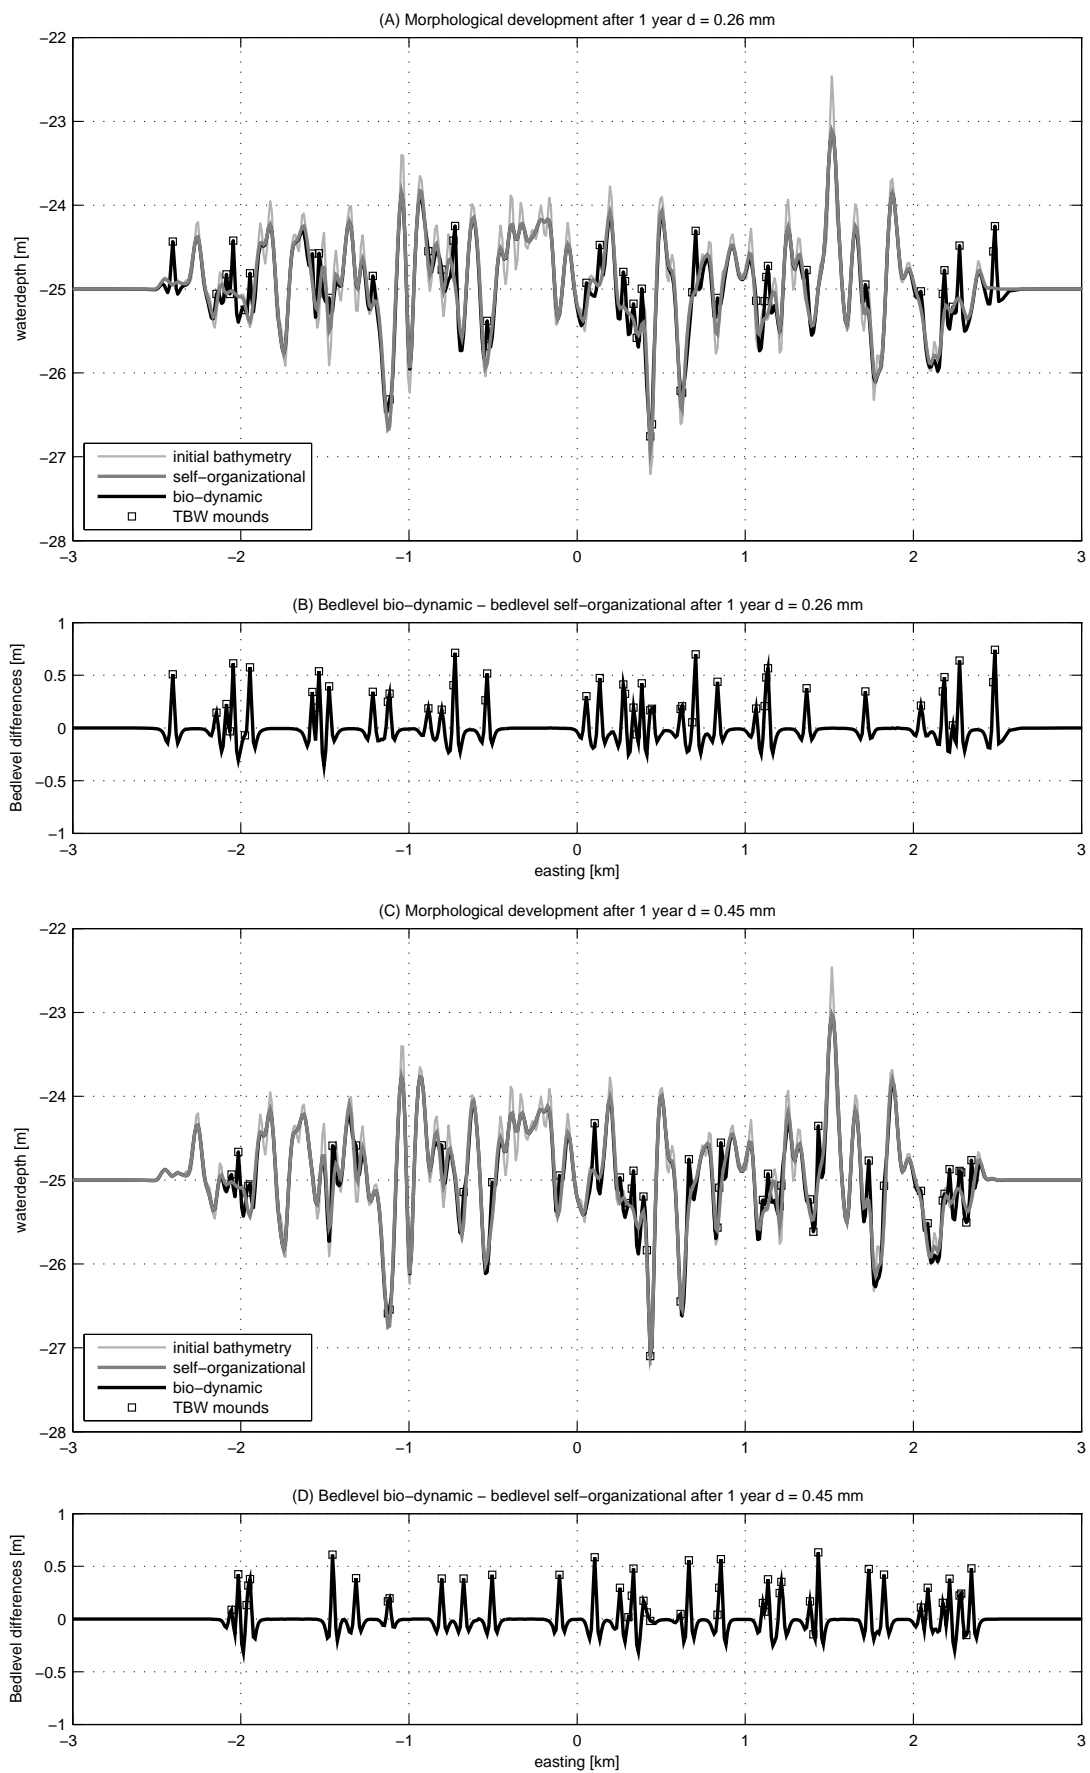 (A) Morphological development after 1 year d = 0.26 mm
−22
−23
−24
−25
−26
−27
−28
waterdepth [m]
initial bathymetry
self−organizational
bio−dynamic
TBW mounds
−3 −2 −1 0 1 2 3
(B) Bedlevel bio−dynamic − bedlevel self−organizational after 1 year d = 0.26 mm
1
0.5
0
−0.5
−1
Bedlevel differences [m]
−3 −2 −1 0 1 2 3
easting [km]
(C) Morphological development after 1 year d = 0.45 mm
−22
−23
−24
−25
−26
−27
−28
waterdepth [m]
initial bathymetry
self−organizational
bio−dynamic
TBW mounds
−3 −2 −1 0 1 2 3
(D) Bedlevel bio−dynamic − bedlevel self−organizational after 1 year d = 0.45 mm
1
0.5
0
−0.5
−1
Bedlevel differences [m]
−3 −2 −1 0 1 2 3
easting [km]